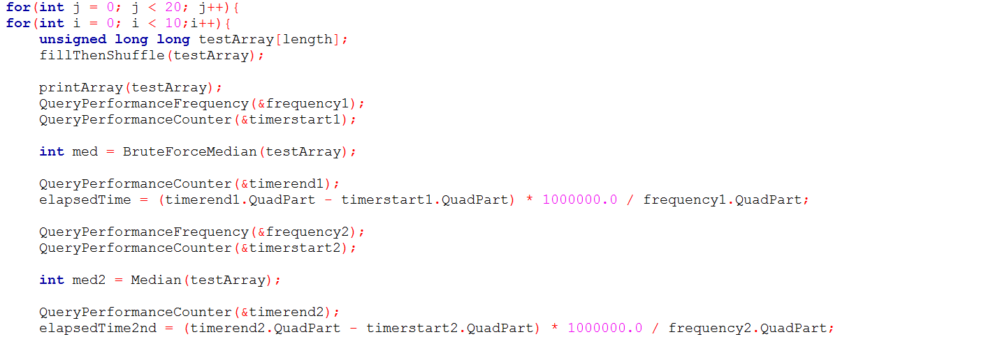 for(int j = 0; j < 20; j++){
for(int i = 0; i < 10;i++){
    unsigned long long testArray[length];
    fillThenShuffle(testArray);

    printArray(testArray);
    QueryPerformanceFrequency(&frequency1);
    QueryPerformanceCounter(&timerstart1);

    int med = BruteForceMedian(testArray);

    QueryPerformanceCounter(&timerend1);
    elapsedTime = (timerend1.QuadPart - timerstart1.QuadPart) * 1000000.0 / frequency1.QuadPart;

    QueryPerformanceFrequency(&frequency2);
    QueryPerformanceCounter(&timerstart2);

    int med2 = Median(testArray);

    QueryPerformanceCounter(&timerend2);
    elapsedTime2nd = (timerend2.QuadPart - timerstart2.QuadPart) * 1000000.0 / frequency2.QuadPart;